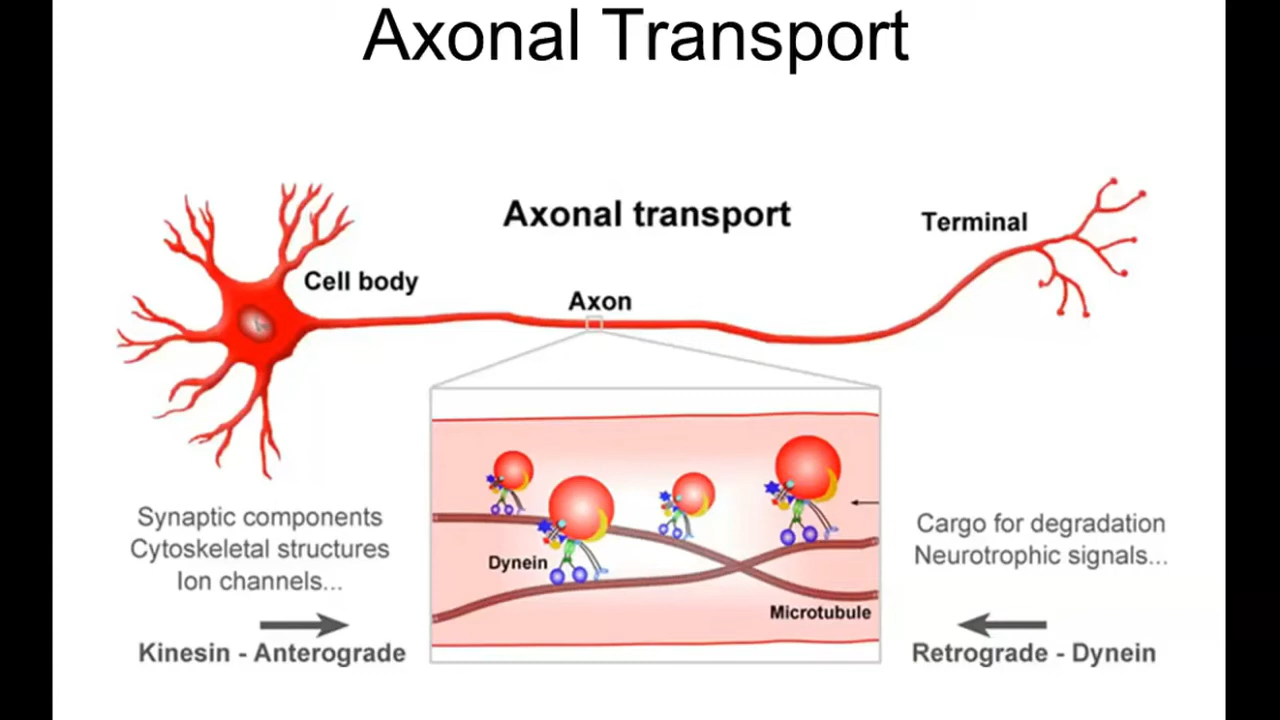 Axonal Transport
Axonal transport
Terminal
Cell body
Axon
Synaptic components
Cytoskeletal structures
Ion channels...
Kinesin - Anterograde
Dynein
Microtubule
Cargo for degradation
Neurotrophic signals...
Retrograde - Dynein